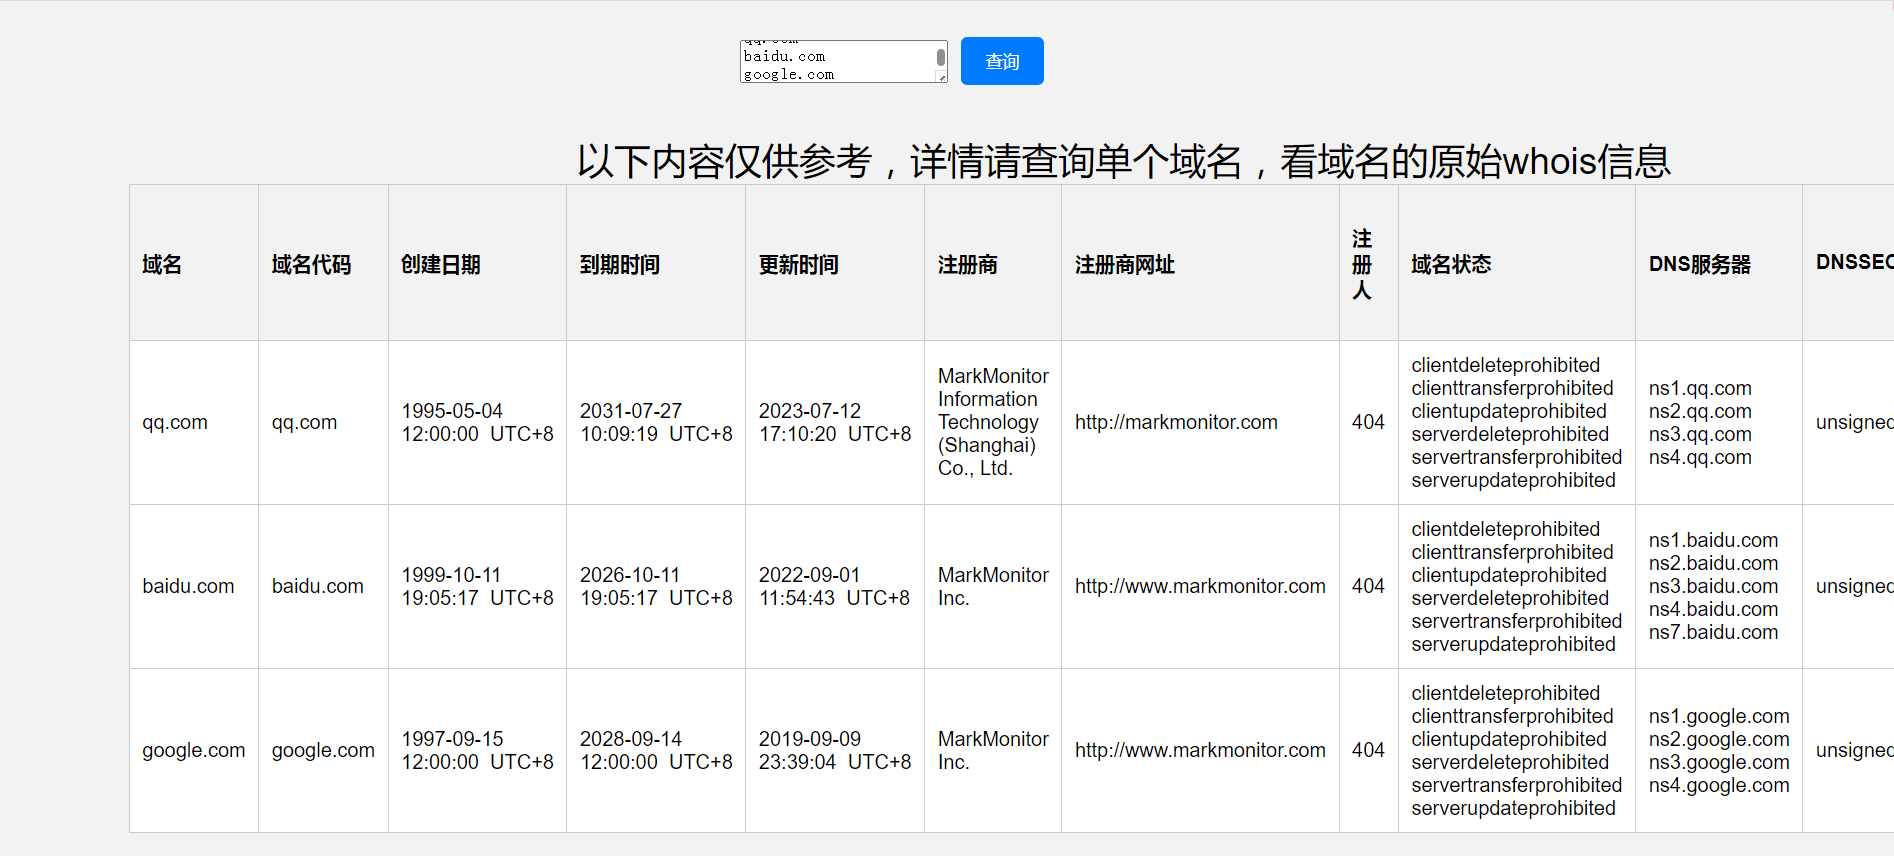 qq.com
baidu.com
google.com
查询
以下内容仅供参考，详情请查询单个域名，看域名的原始whois信息
域名
域名代码
创建日期
到期时间
更新时间
注册商
注册商网址
注
册
人
域名状态
DNS服务器
DNSSEC
qq.com
qq.com
1995-05-04
12:00:00 UTC+8
2031-07-27
10:09:19 UTC+8
2023-07-12
17:10:20 UTC+8
MarkMonitor
Information
Technology
(Shanghai)
Co., Ltd.
http://markmonitor.com
404
clientdeleteprohibited
clienttransferprohibited
clientupdateprohibited
serverdeleteprohibited
servertransferprohibited
serverupdateprohibited
ns1.qq.com
ns2.qq.com
ns3.qq.com
ns4.qq.com
unsigned
baidu.com
baidu.com
1999-10-11
19:05:17 UTC+8
2026-10-11
19:05:17 UTC+8
2022-09-01
11:54:43 UTC+8
MarkMonitor
Inc.
http://www.markmonitor.com
404
clientdeleteprohibited
clienttransferprohibited
clientupdateprohibited
serverdeleteprohibited
servertransferprohibited
serverupdateprohibited
ns1.baidu.com
ns2.baidu.com
ns3.baidu.com
ns4.baidu.com
ns7.baidu.com
unsigned
google.com
google.com
1997-09-15
12:00:00 UTC+8
2028-09-14
12:00:00 UTC+8
2019-09-09
23:39:04 UTC+8
MarkMonitor
Inc.
http://www.markmonitor.com
404
clientdeleteprohibited
clienttransferprohibited
clientupdateprohibited
serverdeleteprohibited
servertransferprohibited
serverupdateprohibited
ns1.google.com
ns2.google.com
ns3.google.com
ns4.google.com
unsigned